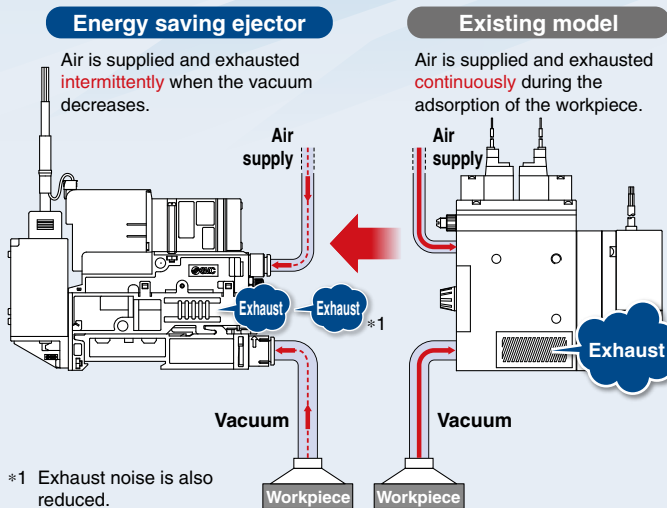 Energy saving ejector
Air is supplied and exhausted
intermittently when the vacuum
decreases.
Existing model
Air is supplied and exhausted
continuously during the
adsorption of the workpiece.
Air
supply
Air
supply
SMC
Exhaust
Exhaust
*1
Exhaust
Vacuum
Vacuum
*1 Exhaust noise is also
reduced.
Workpiece
Workpiece